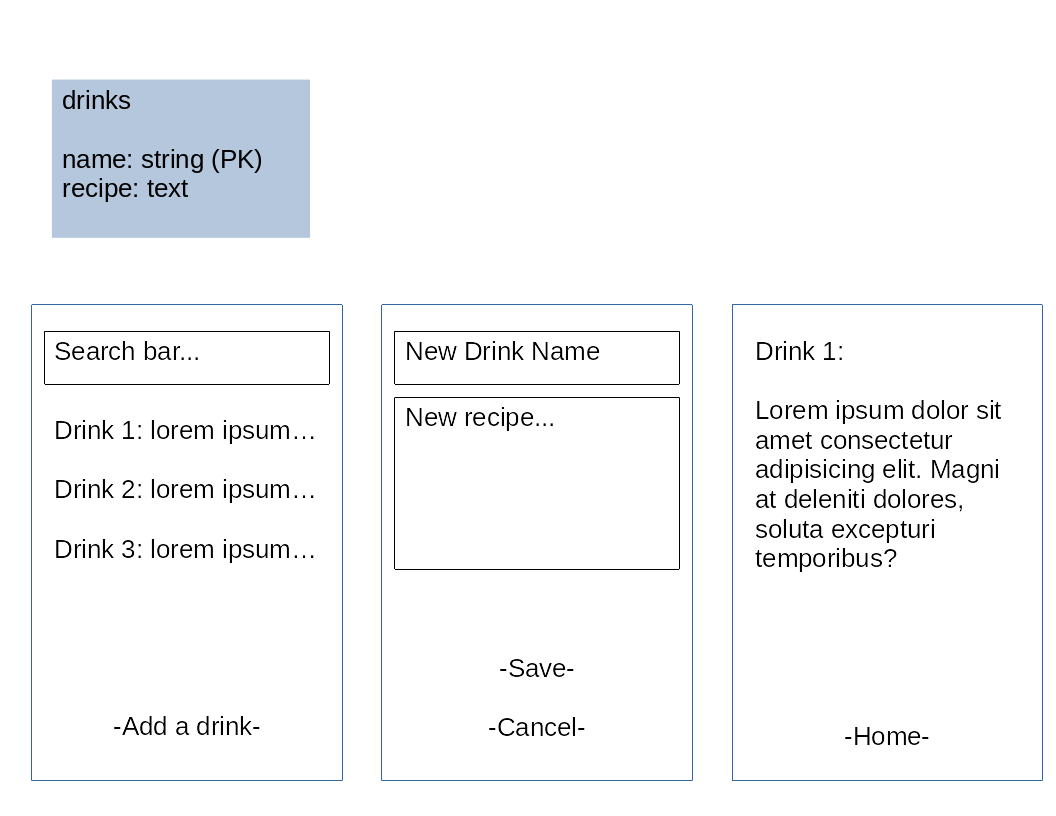 drinks
name: string (PK)
recipe: text
Search bar...
Drink 1: lorem ipsum…
Drink 2: lorem ipsum…
Drink 3: lorem ipsum…
-Add a drink-
New Drink Name
New recipe...
-Save-
-Cancel-
Drink 1:
Lorem ipsum dolor sit
amet consectetur
adipisicing elit. Magni
at deleniti dolores,
soluta excepturi
temporibus?
-Home-